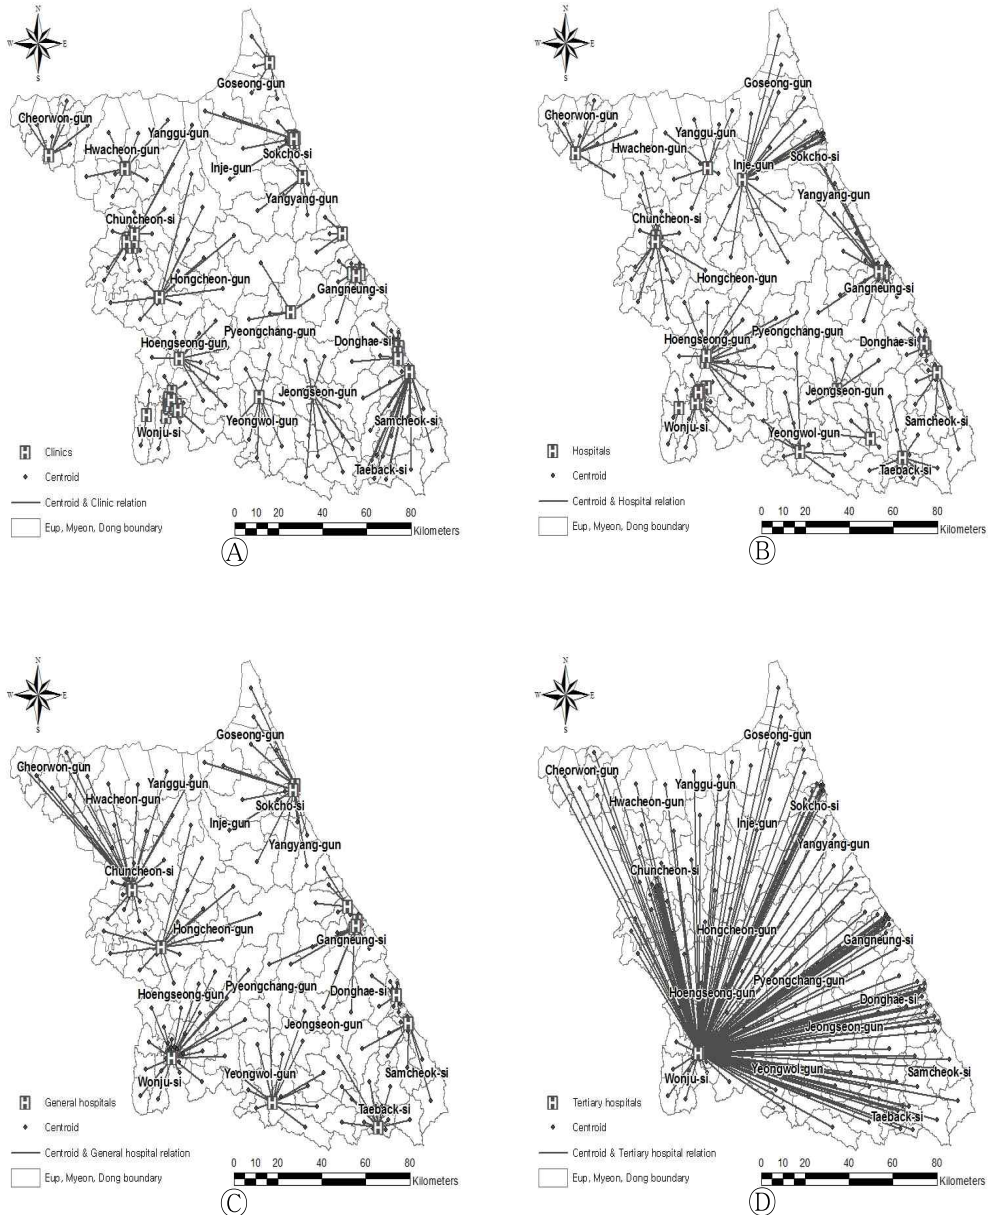 N
W E
S
Goseong-gun
Cheorwon-gun
Yanggu-gun
Hwacheon-gun
Sokcho-si
Inje-gun
Yangyang-gun
Chuncheon-si
Hongcheon-gun
Gangneung-si
Pyeongchang-gun
Hoengseong-gun
Donghae-si
Jeongseon-gun
Yeongwol-gun
Samcheok-si
Wonju-si
Taeback-si
H Clinics
Centroid
Centroid & Clinic relation
Eup, Myeon, Dong boundary
0 10 20 40 60 80
Kilometers
Ⓐ
N
W E
S
Goseong-gun
Cheorwon-gun
Yanggu-gun
Hwacheon-gun
Sokcho-si
Inje-gun
Yangyang-gun
Chuncheon-si
Hongcheon-gun
Gangneung-si
Pyeongchang-gun
Hoengseong-gun
Donghae-si
Jeongseon-gun
Samcheok-si
Wonju-si
Yeongwol-gun
Taeback-si
H Hospitals
Centroid
Centroid & Hospital relation
Eup, Myeon, Dong boundary
0 10 20 40 60 80
Kilometers
Ⓑ
N
W E
S
Goseong-gun
Cheorwon-gun
Yanggu-gun
Hwacheon-gun
Sokcho-si
Inje-gun
Yangyang-gun
Chuncheon-si
Hongcheon-gun
Gangneung-si
Pyeongchang-gun
Hoengseong-gun
Donghae-si
Jeongseon-gun
Samcheok-si
Yeongwol-gun
Wonju-si
Taeback-si
H General hospitals
Centroid
Centroid & General hospital relation
Eup, Myeon, Dong boundary
0 10 20 40 60 80
Kilometers
Ⓒ
N
W E
S
Goseong-gun
Cheorwon-gun
Yanggu-gun
Hwacheon-gun
Sokcho-si
Inje-gun
Yangyang-gun
Chuncheon-si
Hongcheon-gun
Gangneung-si
Pyeongchang-gun
Hoengseong-gun
Donghae-si
Jeongseon-gun
Yeongwol-gun
Samcheok-si
Wonju-si
Taeback-si
H Tertiary hospitals
Centroid
Centroid & Tertiary hospital relation
Eup, Myeon, Dong boundary
0 10 20 40 60 80
Kilometers
Ⓓ